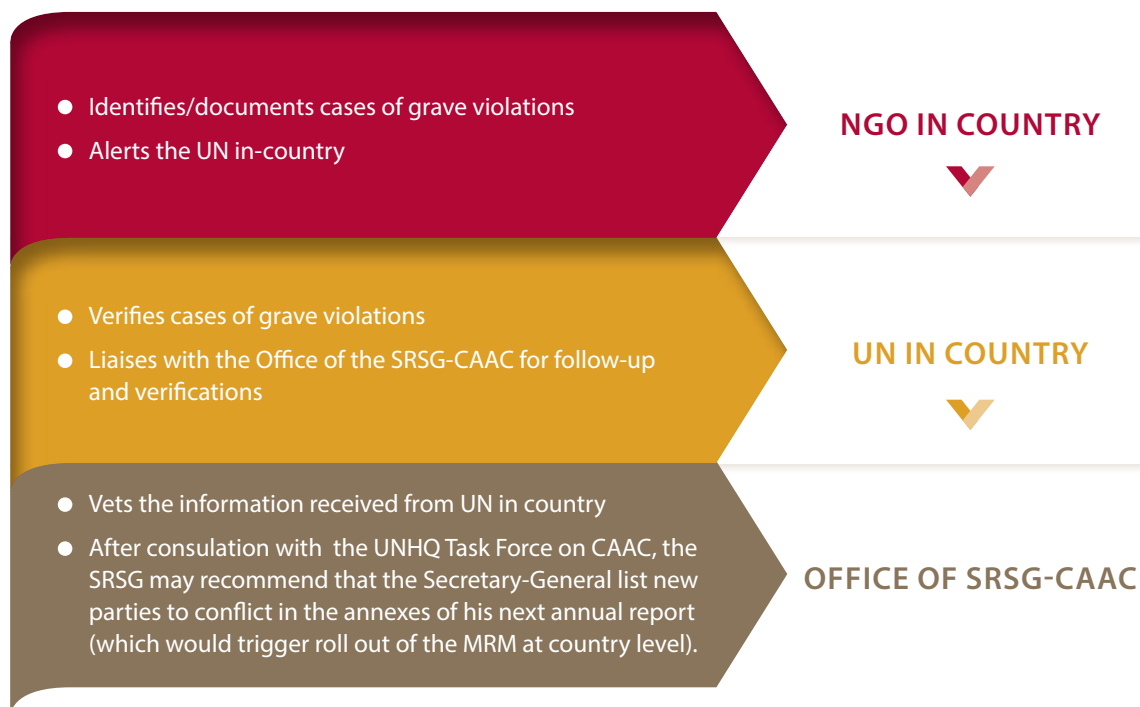 ● Identifies/documents cases of grave violations
● Alerts the UN in-country
NGO IN COUNTRY
● Verifies cases of grave violations
● Liaises with the Office of the SRSG-CAAC for follow-up
and verifications
UN IN COUNTRY
● Vets the information received from UN in country
● After consulation with the UNHQ Task Force on CAAC, the
SRSG may recommend that the Secretary-General list new
parties to conflict in the annexes of his next annual report
(which would trigger roll out of the MRM at country level).
OFFICE OF SRSG-CAAC